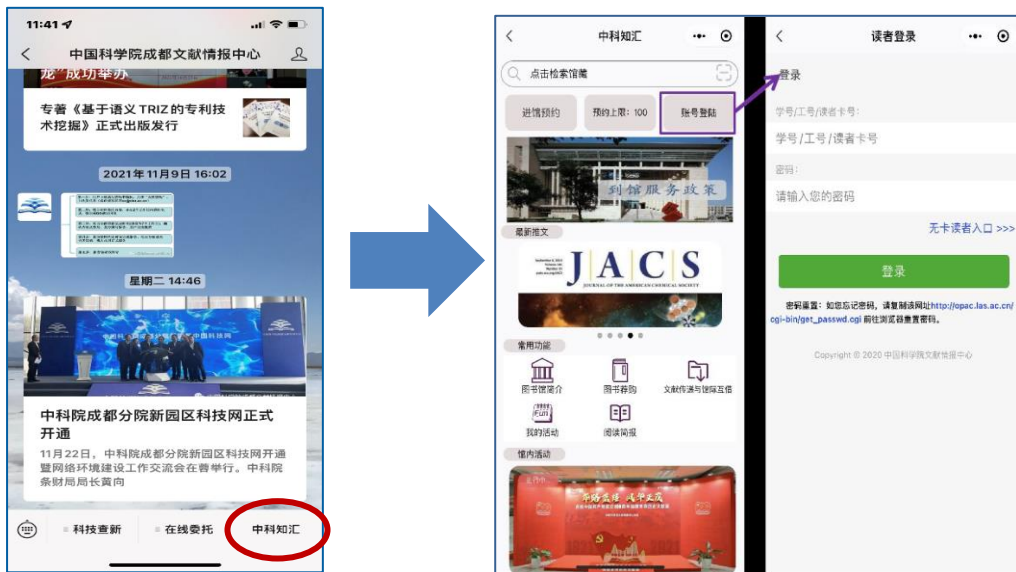 11:41
中国科学院成都文献情报中心
龙”成功举办
专著《基于语义TRIZ的专利技
术挖掘》正式出版发行
2021年11月9日 16:02
星期二 14:46
中科院成都分院新园区科技网正式
开通
11月22日，中科院成都分院新园区科技网开通
暨网络环境建设工作交流会在蓉举行。中科院
条财局局长黄向
科技查新
在线委托
中科知汇
中科知汇
点击检索馆藏
进馆预约
预约上限：100
账号登陆
到馆服务政策
最新推文
JACS
JOURNAL OF THE AMERICAN CHEMICAL SOCIETY
常用功能
图书馆简介
图书荐购
文献传递与馆际互借
Fun
我的活动
阅读简报
馆内活动
读者登录
登录
学号/工号/读者卡号：
学号/工号/读者卡号
密码：
请输入您的密码
无卡读者入口 >>>
登录
密码重置：如您忘记密码，请复制该网址http://opac.las.ac.cn/
cgi-bin/get_passwd.cgi 前往浏览器重置密码。
Copyright © 2020 中国科学院文献情报中心